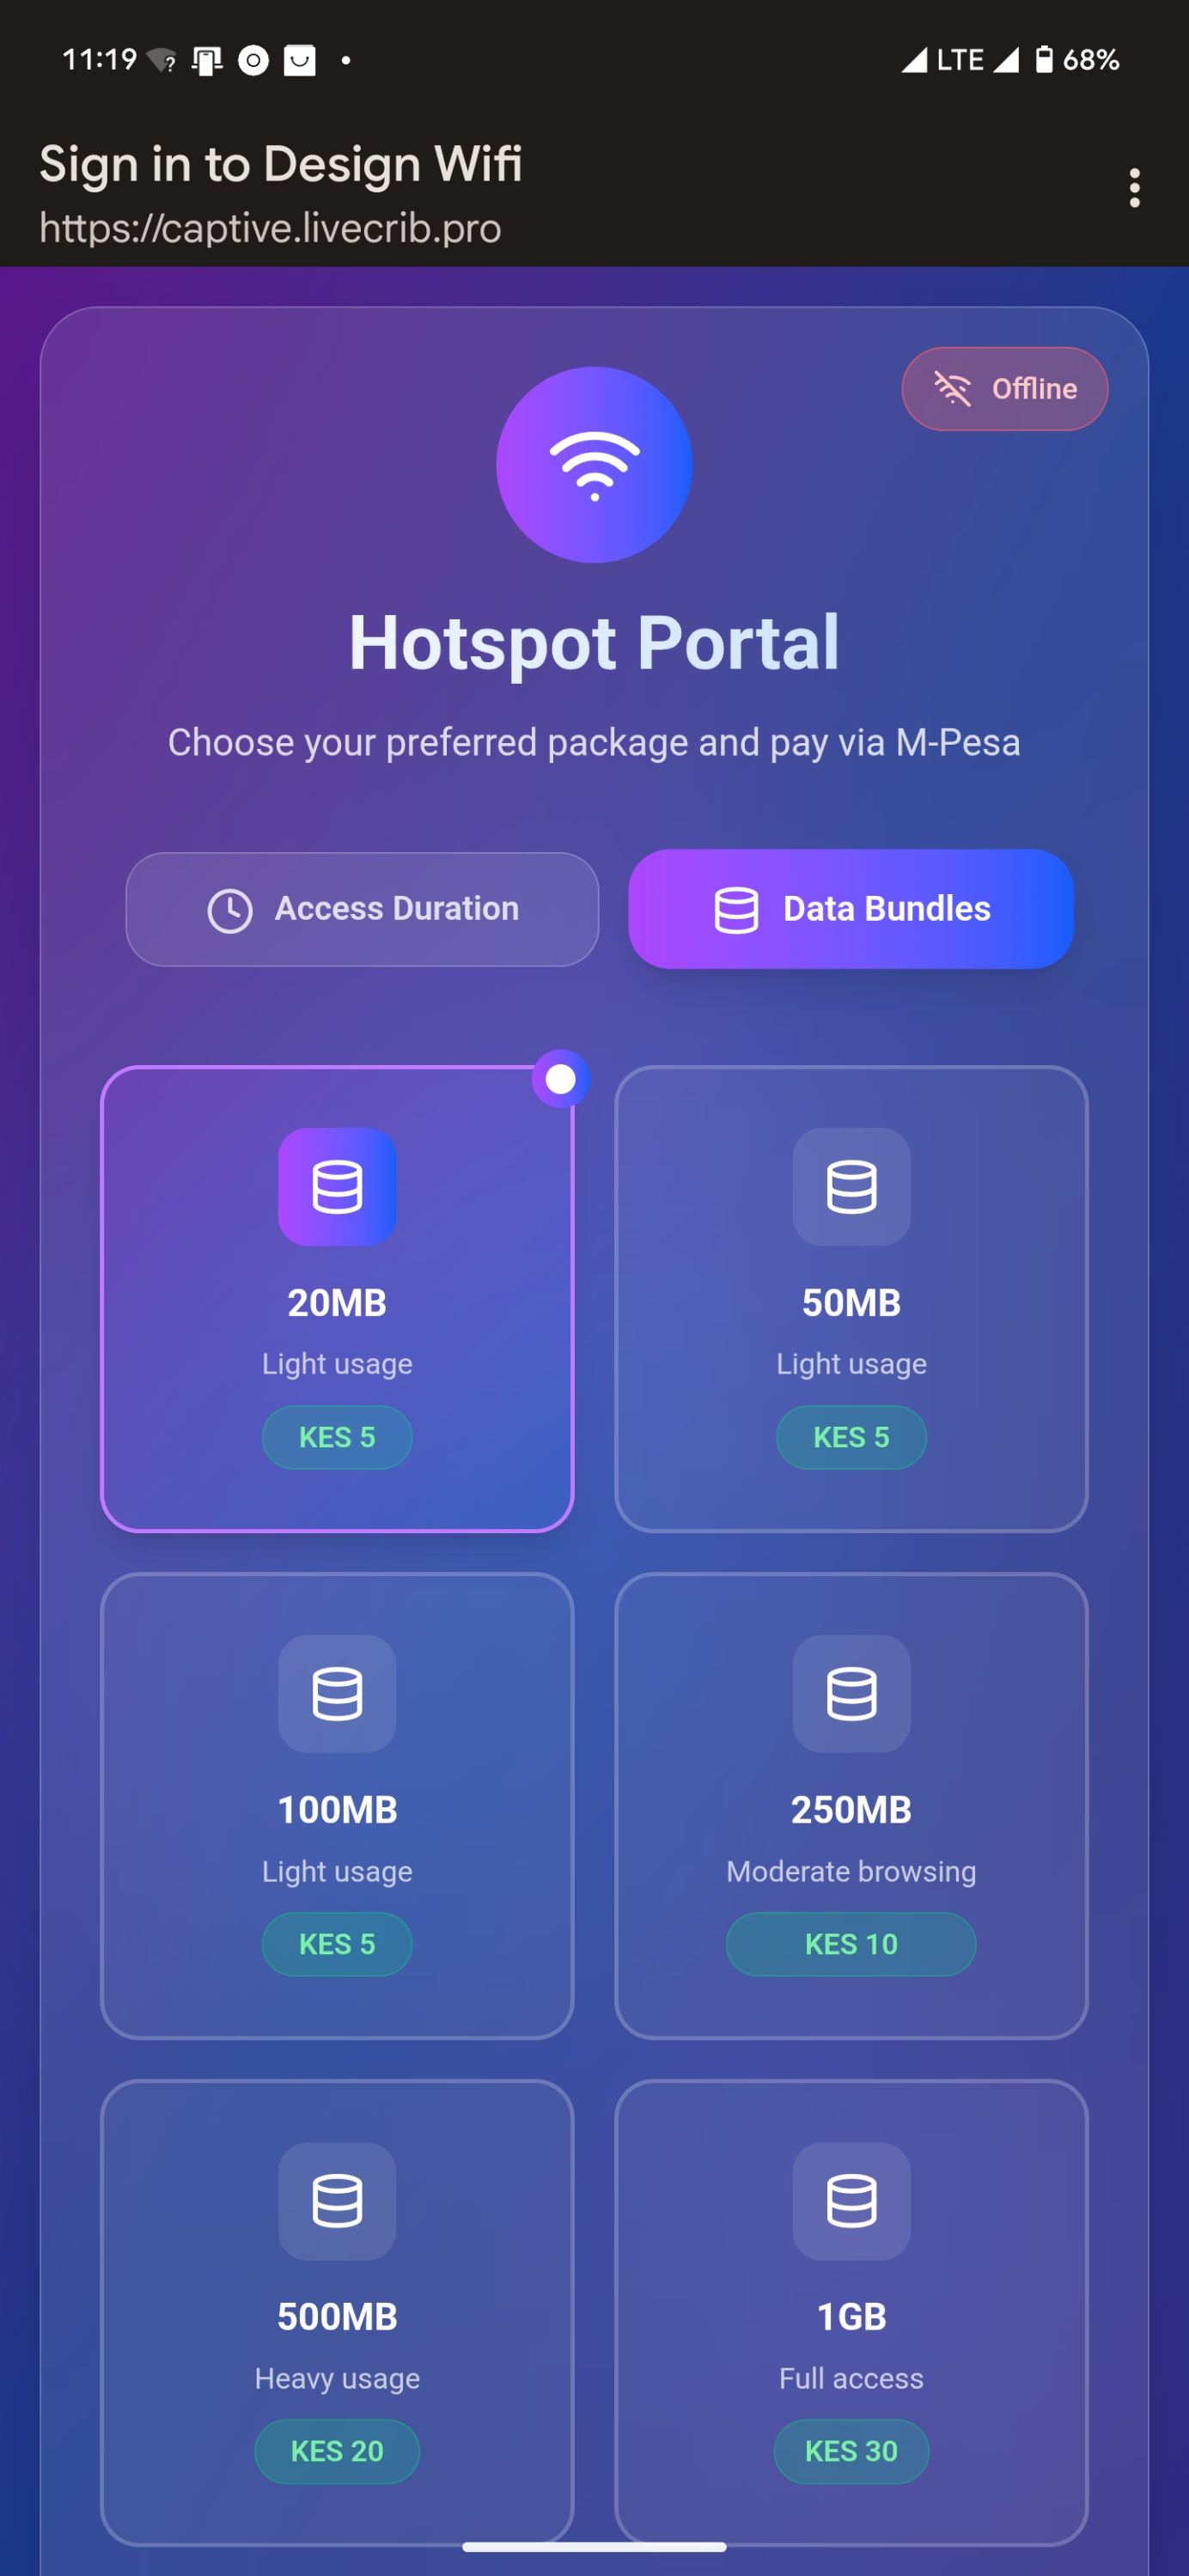 11:19 ? LTE 68%
Sign in to Design Wifi
https://captive.livecrib.pro
Offline
Hotspot Portal
Choose your preferred package and pay via M-Pesa
Access Duration Data Bundles
20MB 50MB
Light usage Light usage
KES 5 KES 5
100MB 250MB
Light usage Moderate browsing
KES 5 KES 10
500MB 1GB
Heavy usage Full access
KES 20 KES 30